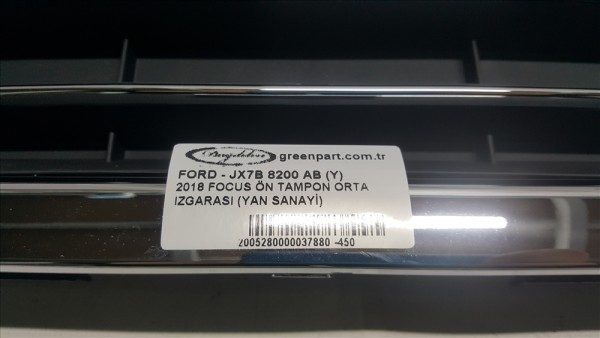 greenpart.com.tr
FORD - JX7B 8200 AB (Y)
2018 FOCUS ÖN TAMPON ORTA
IZGARASI (YAN SANAYİ)
2005280000037880 -450